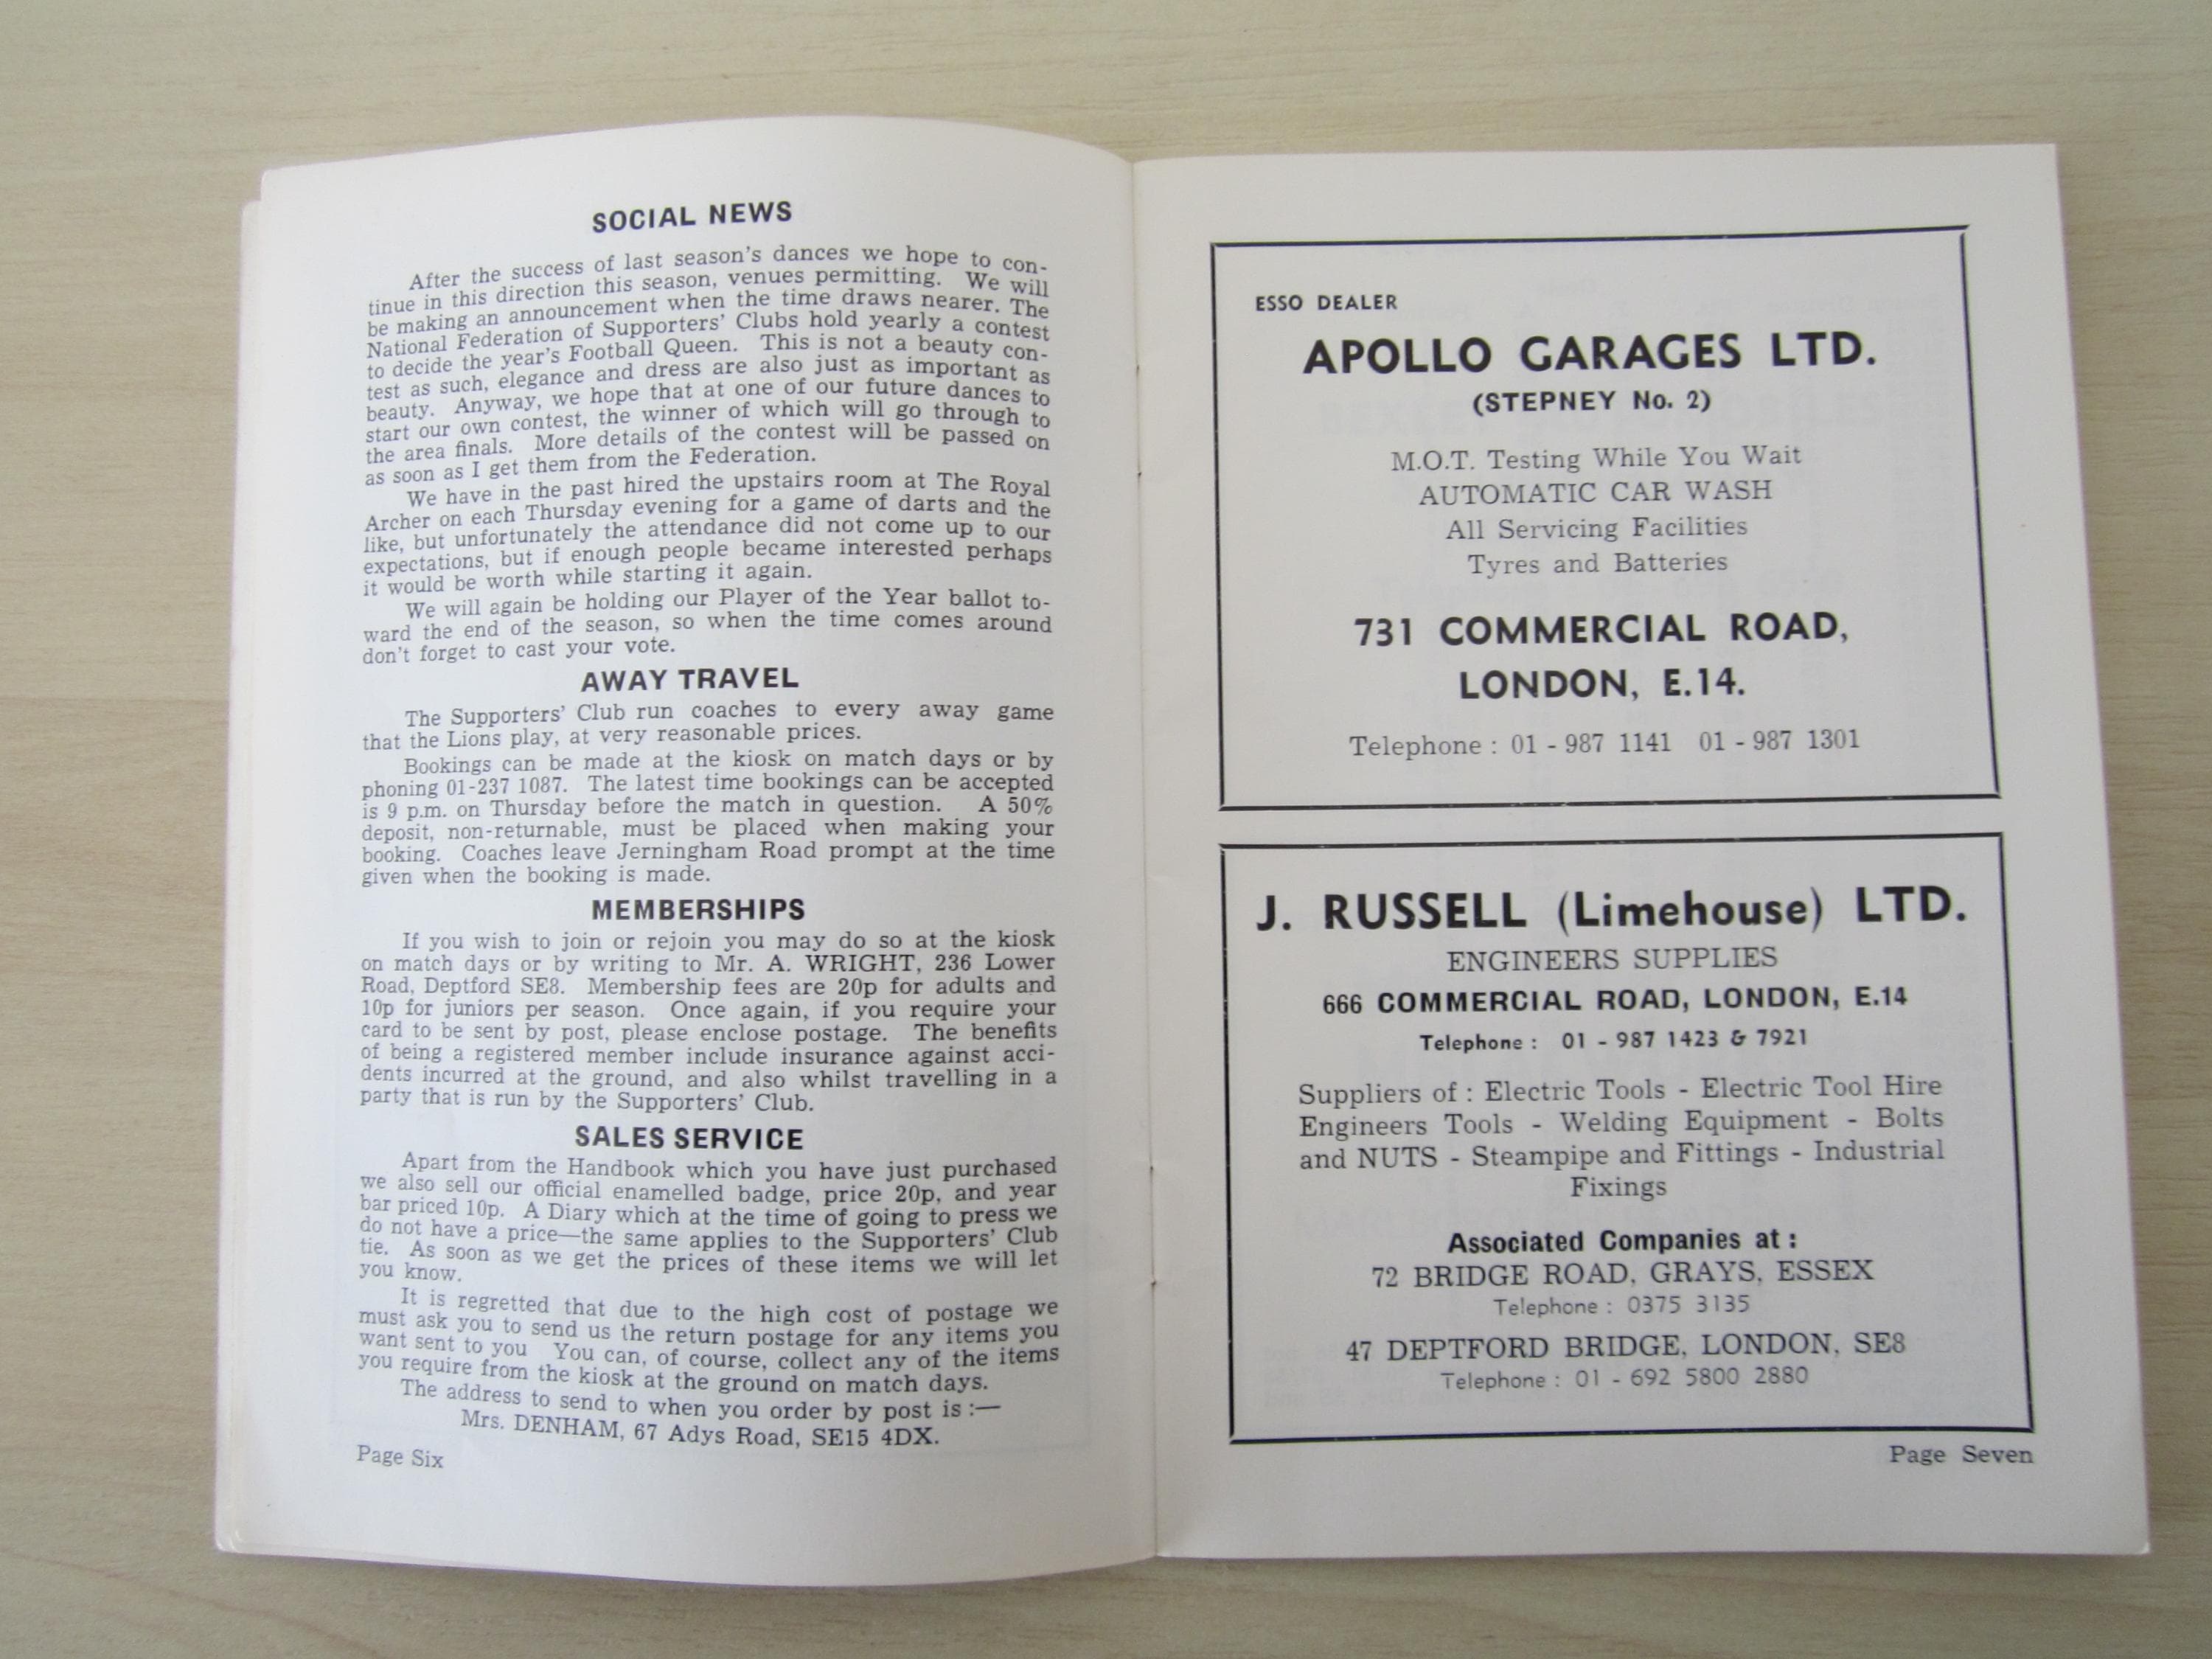 SOCIAL NEWS
After the success of last season's dances we hope to con-
tinue in this direction this season, venues permitting. We will
be making an announcement when the time draws nearer. The
National Federation of Supporters' Clubs hold yearly a contest
to decide the year's Football Queen. This is not a beauty con-
test as such, elegance and dress are also just as important as
beauty. Anyway, we hope that at one of our future dances to
start our own contest, the winner of which will go through to
the area finals. More details of the contest will be passed on
as soon as I get them from the Federation.
We have in the past hired the upstairs room at The Royal
Archer on each Thursday evening for a game of darts and the
like, but unfortunately the attendance did not come up to our
expectations, but if enough people became interested perhaps
it would be worth while starting it again.
We will again be holding our Player of the Year ballot to-
ward the end of the season, so when the time comes around
don't forget to cast your vote.
AWAY TRAVEL
The Supporters' Club run coaches to every away game
that the Lions play, at very reasonable prices.
Bookings can be made at the kiosk on match days or by
phoning 01-237 1087. The latest time bookings can be accepted
is 9 p.m. on Thursday before the match in question. A 50%
deposit, non-returnable, must be placed when making your
booking. Coaches leave Jerningham Road prompt at the time
given when the booking is made.
MEMBERSHIPS
If you wish to join or rejoin you may do so at the kiosk
on match days or by writing to Mr. A. WRIGHT, 236 Lower
Road, Deptford SE8. Membership fees are 20p for adults and
10p for juniors per season. Once again, if you require your
card to be sent by post, please enclose postage. The benefits
of being a registered member include insurance against acci-
dents incurred at the ground, and also whilst travelling in a
party that is run by the Supporters' Club.
SALES SERVICE
Apart from the Handbook which you have just purchased
we also sell our official enamelled badge, price 20p, and year
bar priced 10p. A Diary which at the time of going to press we
do not have a price—the same applies to the Supporters' Club
tie. As soon as we get the prices of these items we will let
you know.
It is regretted that due to the high cost of postage we
must ask you to send us the return postage for any items you
want sent to you You can, of course, collect any of the items
you require from the kiosk at the ground on match days.
The address to send to when you order by post is :—
Mrs. DENHAM, 67 Adys Road, SE15 4DX.
Page Six
ESSO DEALER
APOLLO GARAGES LTD.
(STEPNEY No. 2)
M.O.T. Testing While You Wait
AUTOMATIC CAR WASH
All Servicing Facilities
Tyres and Batteries
731 COMMERCIAL ROAD,
LONDON, E.14.
Telephone : 01 - 987 1141 01 - 987 1301
J. RUSSELL (Limehouse) LTD.
ENGINEERS SUPPLIES
666 COMMERCIAL ROAD, LONDON, E.14
Telephone : 01 - 987 1423 & 7921
Suppliers of : Electric Tools - Electric Tool Hire
Engineers Tools - Welding Equipment - Bolts
and NUTS - Steampipe and Fittings - Industrial
Fixings
Associated Companies at :
72 BRIDGE ROAD, GRAYS, ESSEX
Telephone : 0375 3135
47 DEPTFORD BRIDGE, LONDON, SE8
Telephone : 01 - 692 5800 2880
Page Seven